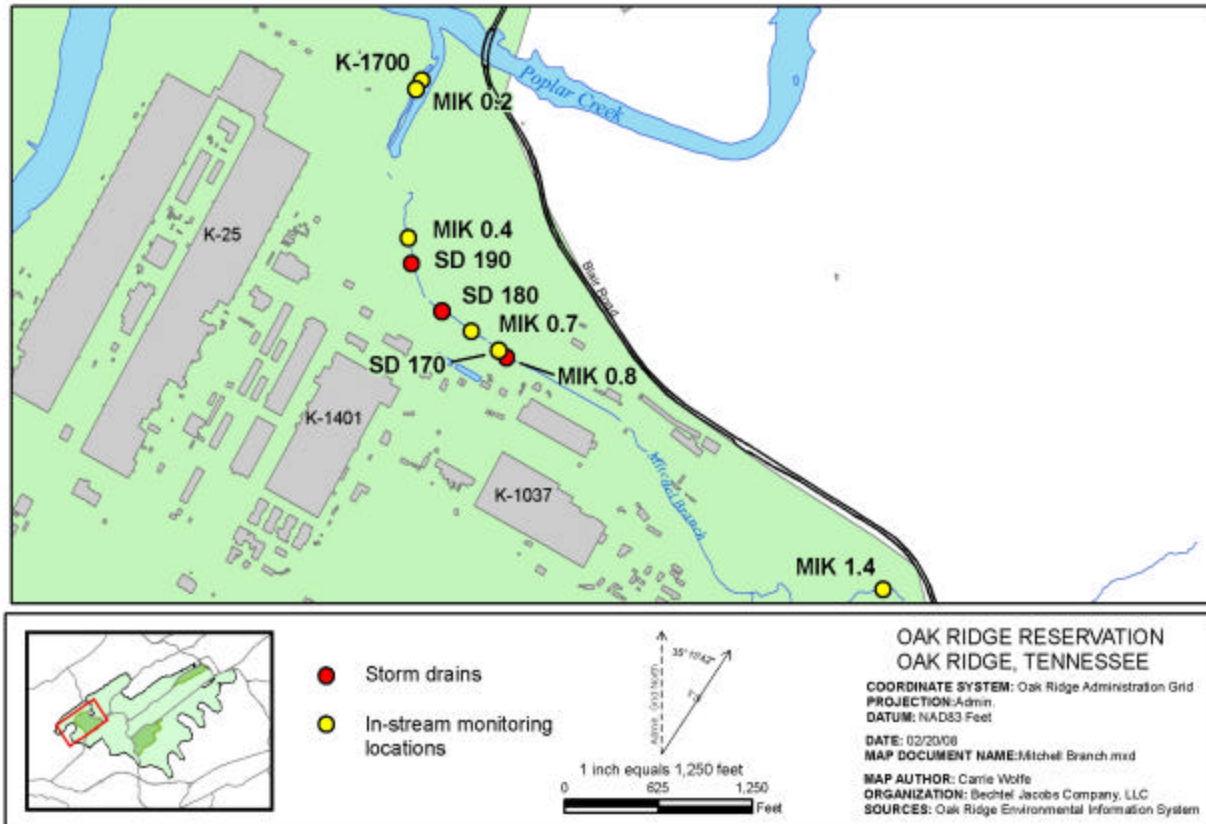 K-1700
MIK 0.2
Poplar Creek
K-25
MIK 0.4
SD 190
Blair Road
SD 180
MIK 0.7
SD 170
MIK 0.8
K-1401
Mitchel Branch
K-1037
MIK 1.4
Storm drains
In-stream monitoring
locations
Admin. Grid North
1 inch equals 1,250 feet
0 625 1,250
Feet
OAK RIDGE RESERVATION
OAK RIDGE, TENNESSEE
COORDINATE SYSTEM: Oak Ridge Administration Grid
PROJECTION:Admin.
DATUM: NAD83 Feet
DATE: 02/20/08
MAP DOCUMENT NAME:Mitchell Branch.mxd
MAP AUTHOR: Carrie Wolfe
ORGANIZATION: Bechtel Jacobs Company, LLC
SOURCES: Oak Ridge Environmental Information System